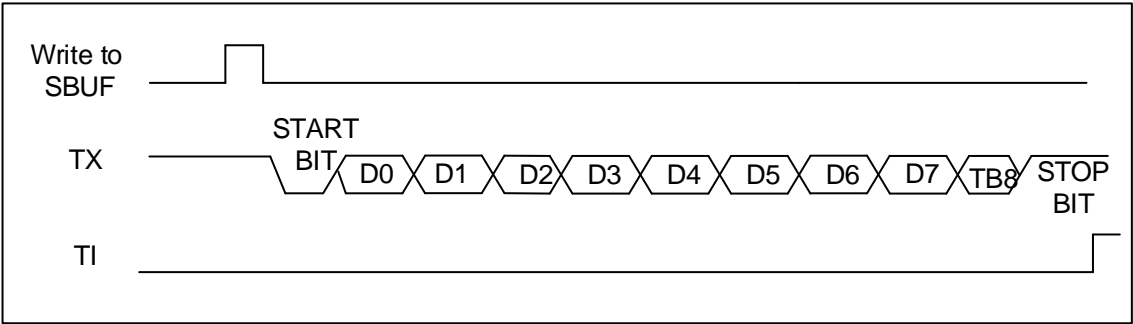 Write to
SBUF
START
BIT
TX
D0 D1 D2 D3 D4 D5 D6 D7 TB8 STOP
BIT
TI